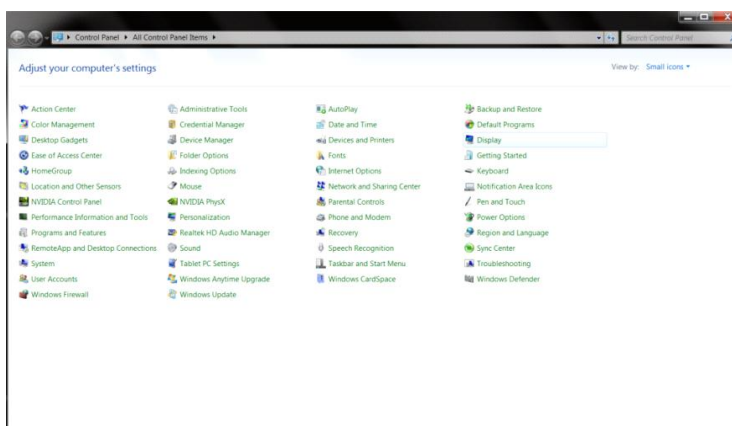 Control Panel ▸ All Control Panel Items ▸ Search Control Panel
Adjust your computer's settings View by: Small icons
Action Center Administrative Tools AutoPlay Backup and Restore
Color Management Credential Manager Date and Time Default Programs
Desktop Gadgets Device Manager Devices and Printers Display
Ease of Access Center Folder Options Fonts Getting Started
HomeGroup Indexing Options Internet Options Keyboard
Location and Other Sensors Mouse Network and Sharing Center Notification Area Icons
NVIDIA Control Panel NVIDIA PhysX Parental Controls Pen and Touch
Performance Information and Tools Personalization Phone and Modem Power Options
Programs and Features Realtek HD Audio Manager Recovery Region and Language
RemoteApp and Desktop Connections Sound Speech Recognition Sync Center
System Tablet PC Settings Taskbar and Start Menu Troubleshooting
User Accounts Windows Anytime Upgrade Windows CardSpace Windows Defender
Windows Firewall Windows Update